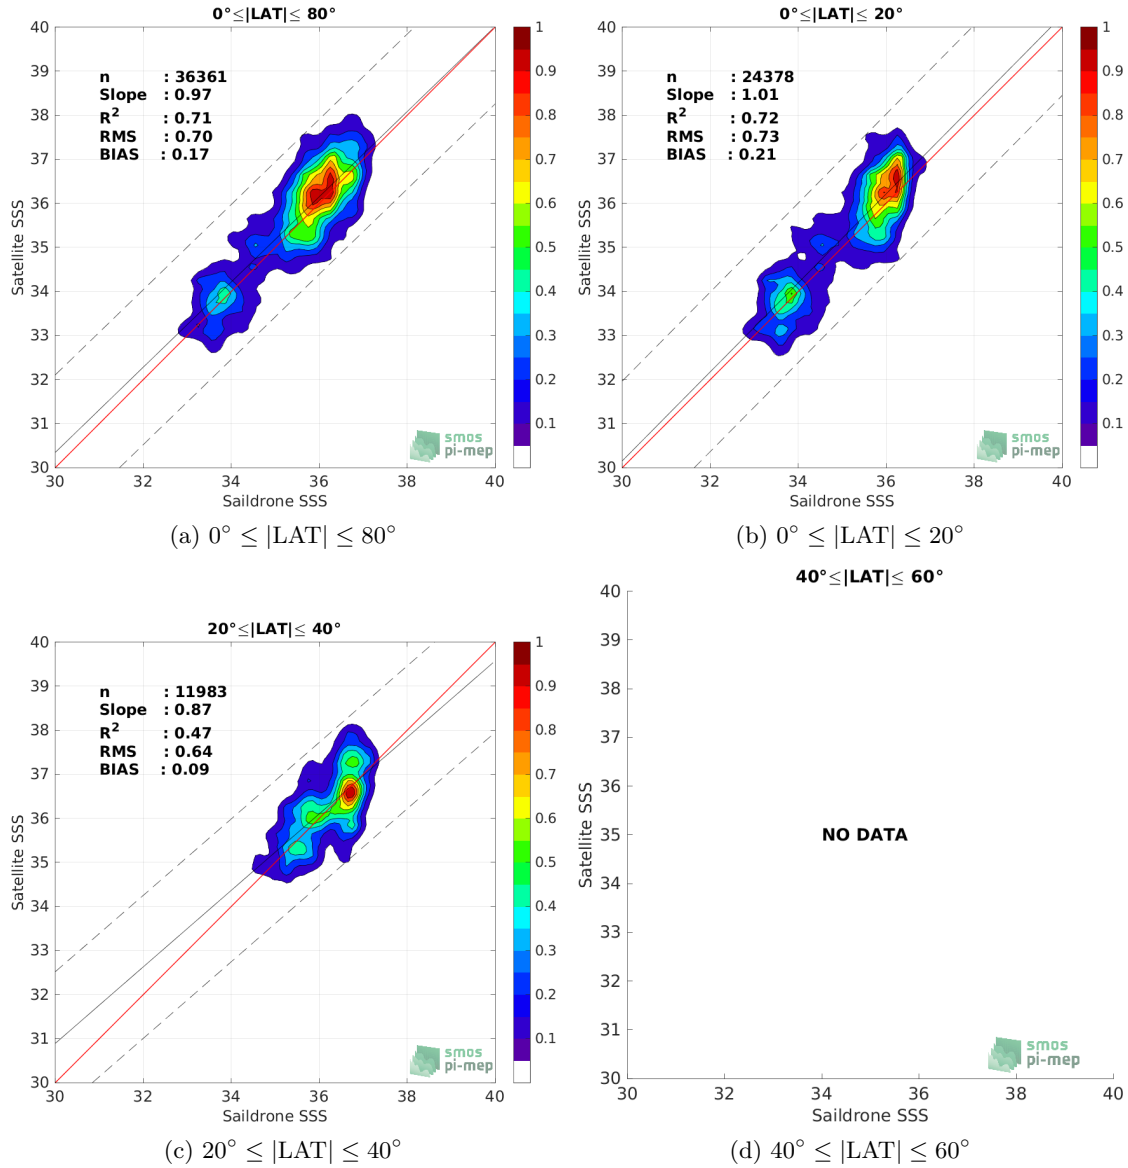 0°≤|LAT|≤ 80°
40
39
38
37
36
35
34
33
32
31
30
Satellite SSS
n : 36361
Slope : 0.97
R² : 0.71
RMS : 0.70
BIAS : 0.17
smos
pi-mep
30 32 34 36 38 40
Saildrone SSS
1
0.9
0.8
0.7
0.6
0.5
0.4
0.3
0.2
0.1
(a) 0° ≤ |LAT| ≤ 80°
0°≤|LAT|≤ 20°
40
39
38
37
36
35
34
33
32
31
30
Satellite SSS
n : 24378
Slope : 1.01
R² : 0.72
RMS : 0.73
BIAS : 0.21
smos
pi-mep
30 32 34 36 38 40
Saildrone SSS
1
0.9
0.8
0.7
0.6
0.5
0.4
0.3
0.2
0.1
(b) 0° ≤ |LAT| ≤ 20°
20°≤|LAT|≤ 40°
40
39
38
37
36
35
34
33
32
31
30
Satellite SSS
n : 11983
Slope : 0.87
R² : 0.47
RMS : 0.64
BIAS : 0.09
smos
pi-mep
30 32 34 36 38 40
Saildrone SSS
1
0.9
0.8
0.7
0.6
0.5
0.4
0.3
0.2
0.1
(c) 20° ≤ |LAT| ≤ 40°
40°≤|LAT|≤ 60°
40
39
38
37
36
35
34
33
32
31
30
Satellite SSS
NO DATA
smos
pi-mep
30 32 34 36 38 40
Saildrone SSS
(d) 40° ≤ |LAT| ≤ 60°